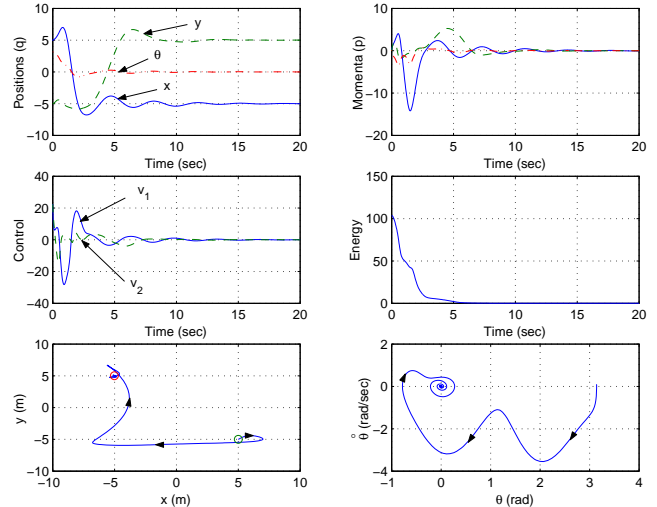 10
5
0
-5
-10
Positions (q)
y
θ
x
0 5 10 15 20
Time (sec)
10
0
-10
-20
Momenta (p)
0 5 10 15 20
Time (sec)
40
20
0
-20
-40
Control
v1
v2
0 5 10 15 20
Time (sec)
150
100
50
0
Energy
0 5 10 15 20
Time (sec)
10
5
0
-5
-10
y (m)
-10 -5 0 5 10
x (m)
2
0
-2
-4
θ° (rad/sec)
-1 0 1 2 3 4
θ (rad)